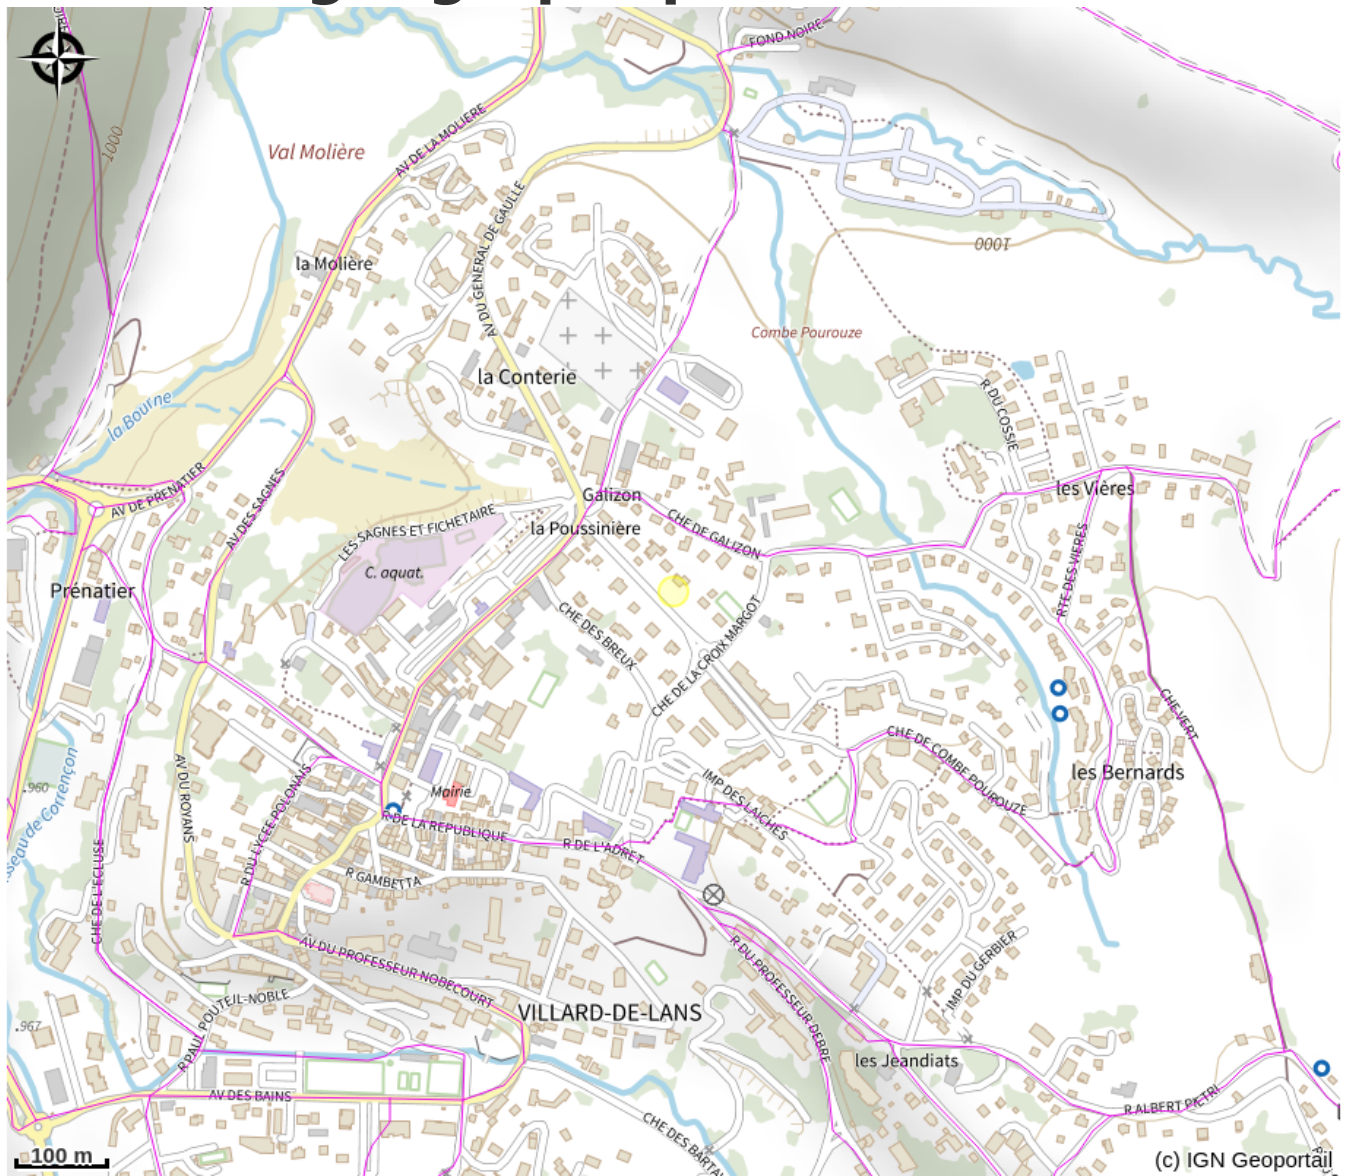 FOND NOIRE
1000
Val Molière
AV DE LA MOLIERE
AV DU GENERAL DE GAULLE
la Molière
1000
Combe Pourouze
la Conterie
R DU COSSIE
la Bourne
AV DE PRENATIER
AV DES SAGNES
Galizon
les Vières
LES SAGNES ET FICHETAIRE
la Poussinière
CHE DE GALIZON
C. aquat.
RTE DES VIERES
Prénatier
CHE DES BREUX
CHE DE LA CROIX MARGOT
CHE VERT
CHE DE COMBE POUROUZE
les Bernards
AV DU ROYANS
R DU LYCEE POLONAIS
Mairie
IMP DES LAICHES
.960
R DE LA REPUBLIQUE
R DE L'ADRET
CHE DE L'ECLUSE
R GAMBETTA
AV DU PROFESSEUR NOBECOURT
R DU PROFESSEUR DEBRE
IMP DU GERBIER
R PAUL POUTEIL-NOBLE
VILLARD-DE-LANS
.967
les Jeandiats
AV DES BAINS
R ALBERT PIETRI
CHE DES BARTA
100 m
(c) IGN Geoportail